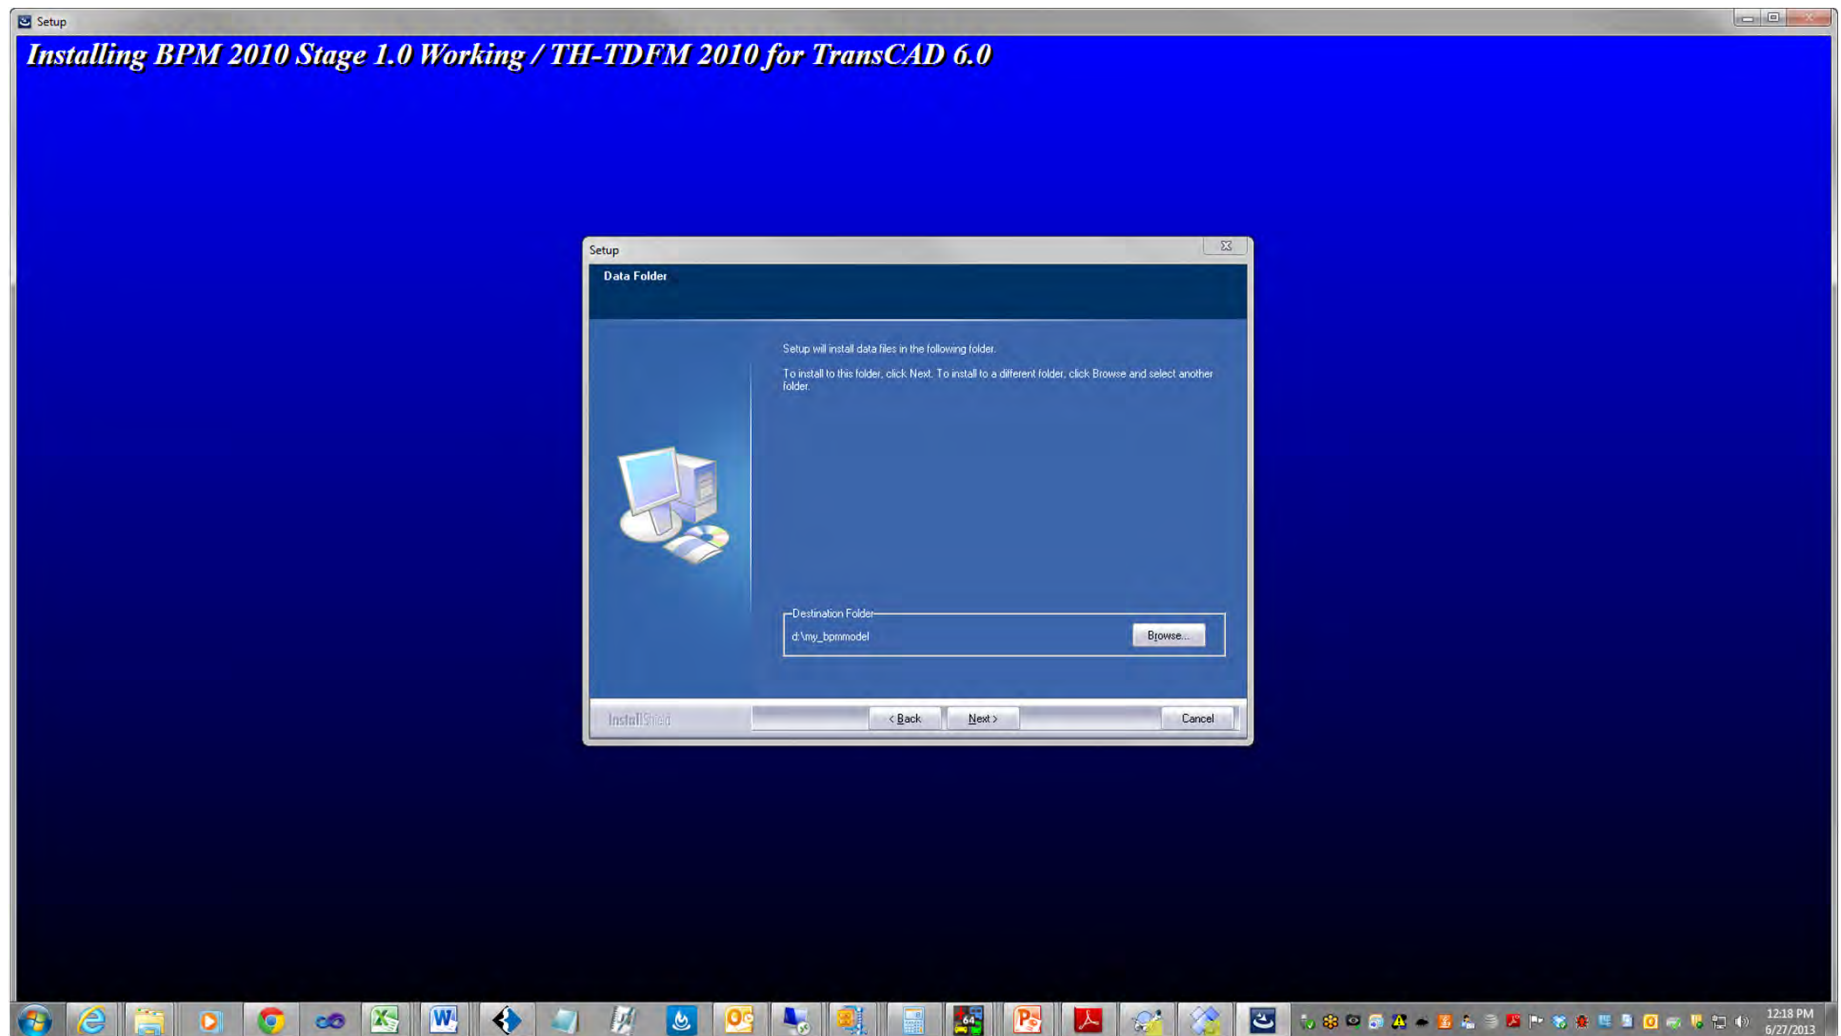 Setup
Installing BPM 2010 Stage 1.0 Working / TH-TDFM 2010 for TransCAD 6.0
Setup
Data Folder
Setup will install data files in the following folder.
To install to this folder, click Next. To install to a different folder, click Browse and select another
folder.
Destination Folder
d:\my_bpmmodel
Browse...
InstallShield
< Back
Next >
Cancel
64
12:18 PM
6/27/2013